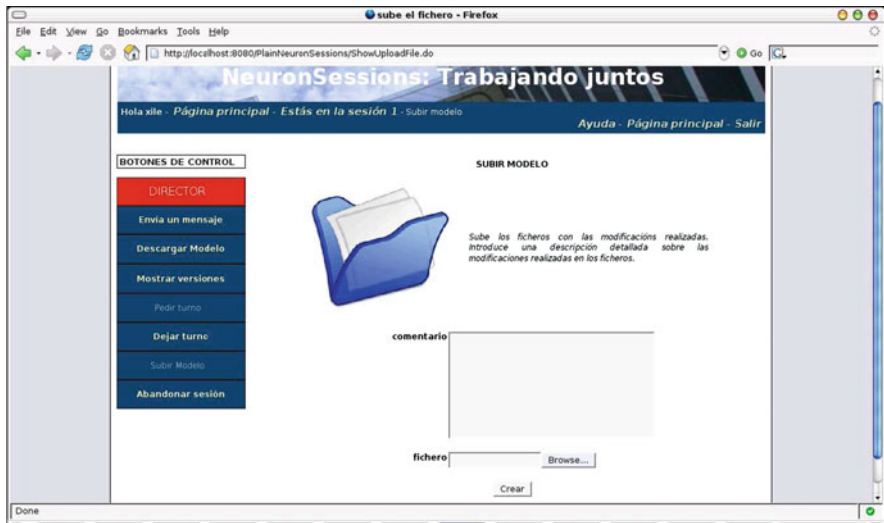 sube el fichero - Firefox
File Edit View Go Bookmarks Tools Help
http://localhost:8080/PlainNeuronSessions/ShowUploadFile.do
Go
NeuronSessions: Trabajando juntos
Hola xile - Página principal - Estás en la sesión 1 - Subir modelo
Ayuda - Página principal - Salir
BOTONES DE CONTROL
SUBIR MODELO
DIRECTOR
Envia un mensaje
Descargar Modelo
Mostrar versiones
Pedir turno
Dejar turno
Subir Modelo
Abandonar sesión
Sube los ficheros con las modificacións realizadas.
Introduce una descripción detallada sobre las
modificaciones realizadas en los ficheros.
comentario
fichero
Browse...
Crear
Done